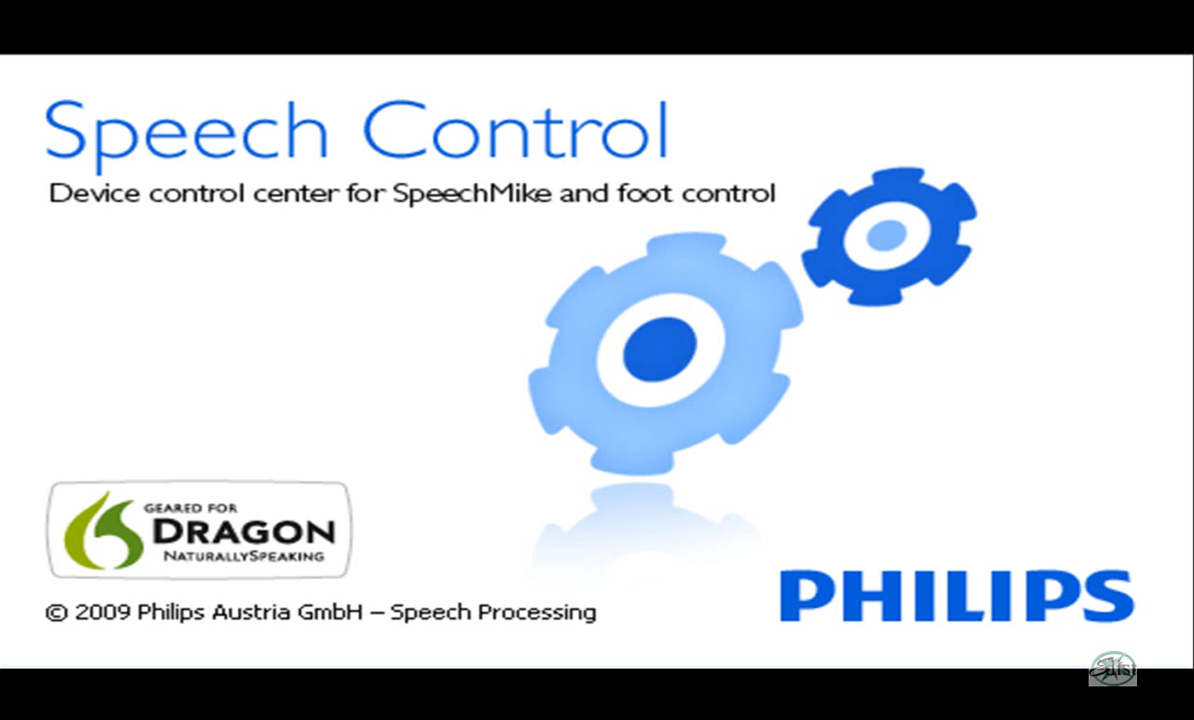 Speech Control
Device control center for SpeechMike and foot control
GEARED FOR
DRAGON
NATURALLYSPEAKING
© 2009 Philips Austria GmbH – Speech Processing
PHILIPS